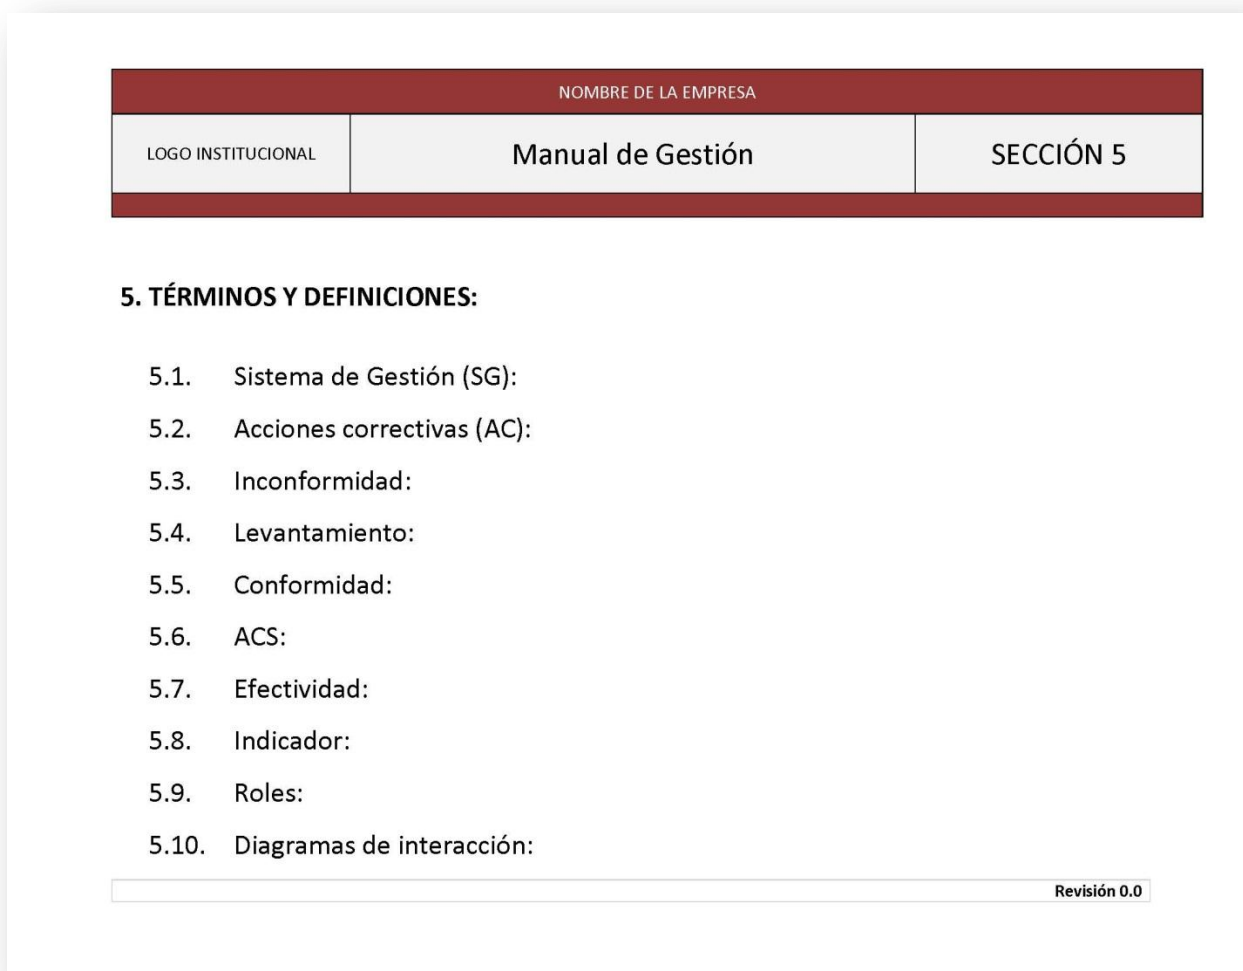 NOMBRE DE LA EMPRESA
LOGO INSTITUCIONAL
Manual de Gestión
SECCIÓN 5
5. TÉRMINOS Y DEFINICIONES:
5.1. Sistema de Gestión (SG):
5.2. Acciones correctivas (AC):
5.3. Inconformidad:
5.4. Levantamiento:
5.5. Conformidad:
5.6. ACS:
5.7. Efectividad:
5.8. Indicador:
5.9. Roles:
5.10. Diagramas de interacción:
Revisión 0.0